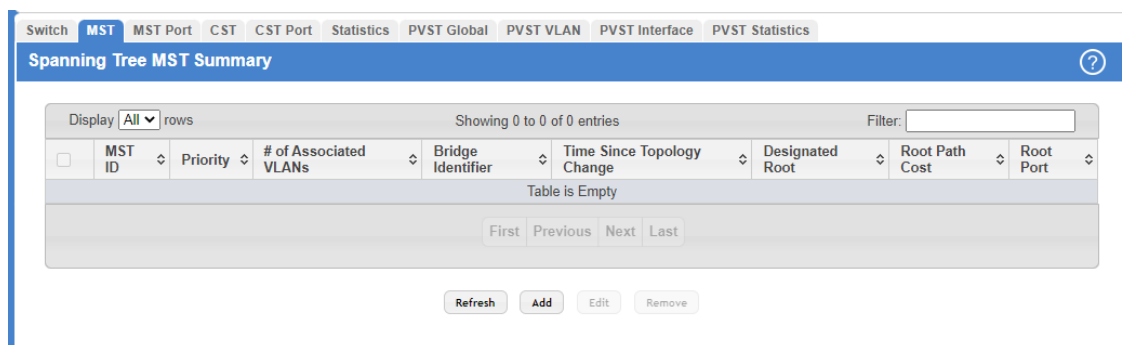 Switch MST MST Port CST CST Port Statistics PVST Global PVST VLAN PVST Interface PVST Statistics
Spanning Tree MST Summary ?
Display All rows Showing 0 to 0 of 0 entries Filter:
MST ID Priority # of Associated VLANs Bridge Identifier Time Since Topology Change Designated Root Root Path Cost Root Port
Table is Empty
First Previous Next Last
Refresh Add Edit Remove